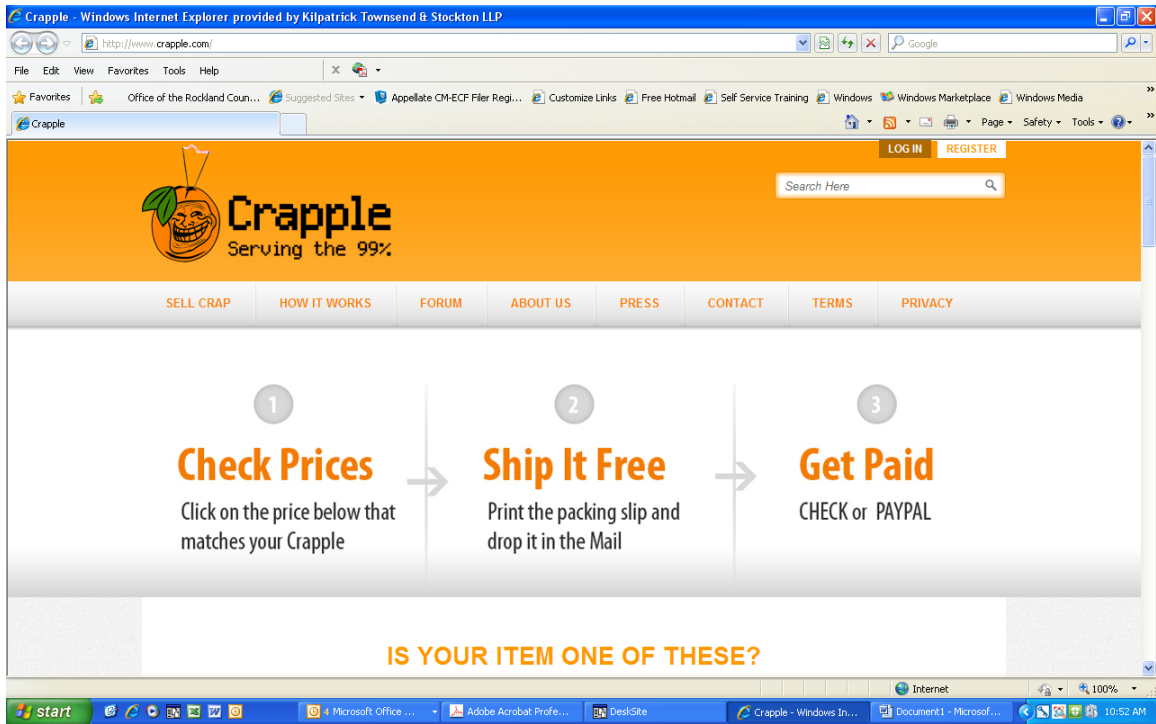 Crapple - Windows Internet Explorer provided by Kilpatrick Townsend & Stockton LLP
http://www.crapple.com/
Google
File Edit View Favorites Tools Help
X
Favorites Office of the Rockland Coun... Suggested Sites Appellate CM-ECF Filer Regi... Customize Links Free Hotmail Self Service Training Windows Windows Marketplace Windows Media
Crapple
Page Safety Tools
LOG IN REGISTER
Search Here
Crapple
Serving the 99%
SELL CRAP HOW IT WORKS FORUM ABOUT US PRESS CONTACT TERMS PRIVACY
1 2 3
Check Prices Ship It Free Get Paid
Click on the price below that Print the packing slip and CHECK or PAYPAL
matches your Crapple drop it in the Mail
IS YOUR ITEM ONE OF THESE?
Internet 100%
start 4 Microsoft Office ... Adobe Acrobat Profe... DeskSite Crapple - Windows In... Document1 - Microsof... 10:52 AM